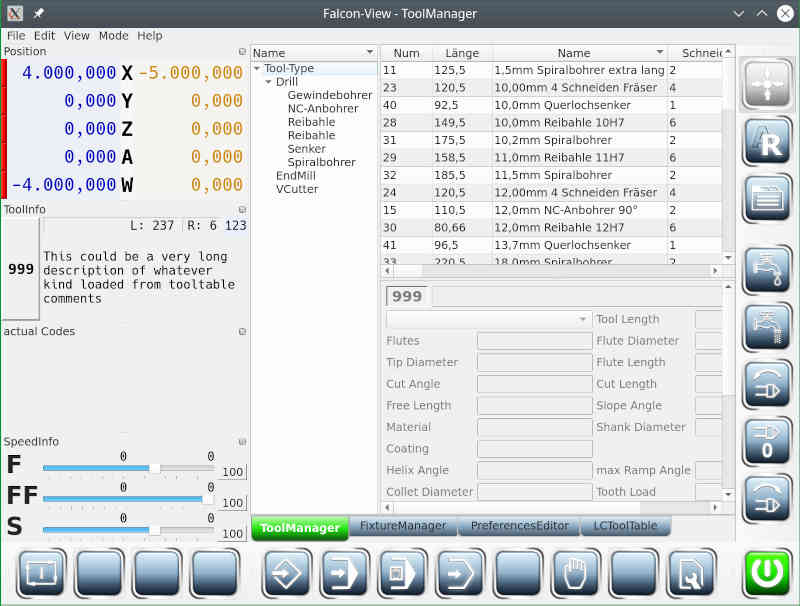 Falcon-View - ToolManager
File Edit View Mode Help
Position
4.000,000 X -5.000,000
0,000 Y 0,000
0,000 Z 0,000
0,000 A 0,000
-4.000,000 W 0,000
ToolInfo
L: 237 R: 6 123
999
This could be a very long
description of whatever
kind loaded from tooltable
comments
actual Codes
SpeedInfo
F 0 0 100
FF 0 0 100
S 0 0 100
Name
Tool-Type
Drill
Gewindebohrer
NC-Anbohrer
Reibahle
Reibahle
Senker
Spiralbohrer
EndMill
VCutter
Num Länge Name Schnei
11 125,5 1,5mm Spiralbohrer extra lang 2
23 120,5 10,00mm 4 Schneiden Fräser 4
40 92,5 10,0mm Querlochsenker 1
28 149,5 10,0mm Reibahle 10H7 6
31 175,5 10,2mm Spiralbohrer 2
29 158,5 11,0mm Reibahle 11H7 6
32 185,5 11,5mm Spiralbohrer 2
24 120,5 12,00mm 4 Schneiden Fräser 4
15 110,5 12,0mm NC-Anbohrer 90° 2
30 80,66 12,0mm Reibahle 12H7 6
41 96,5 13,7mm Querlochsenker 1
33 220,5 18,0mm Spiralbohrer 2
999
Tool Length
Flutes Flute Diameter
Tip Diameter Flute Length
Cut Angle Cut Length
Free Length Slope Angle
Material Shank Diameter
Coating
Helix Angle max Ramp Angle
Collet Diameter Tooth Load
ToolManager FixtureManager PreferencesEditor LCToolTable
A R
0
I